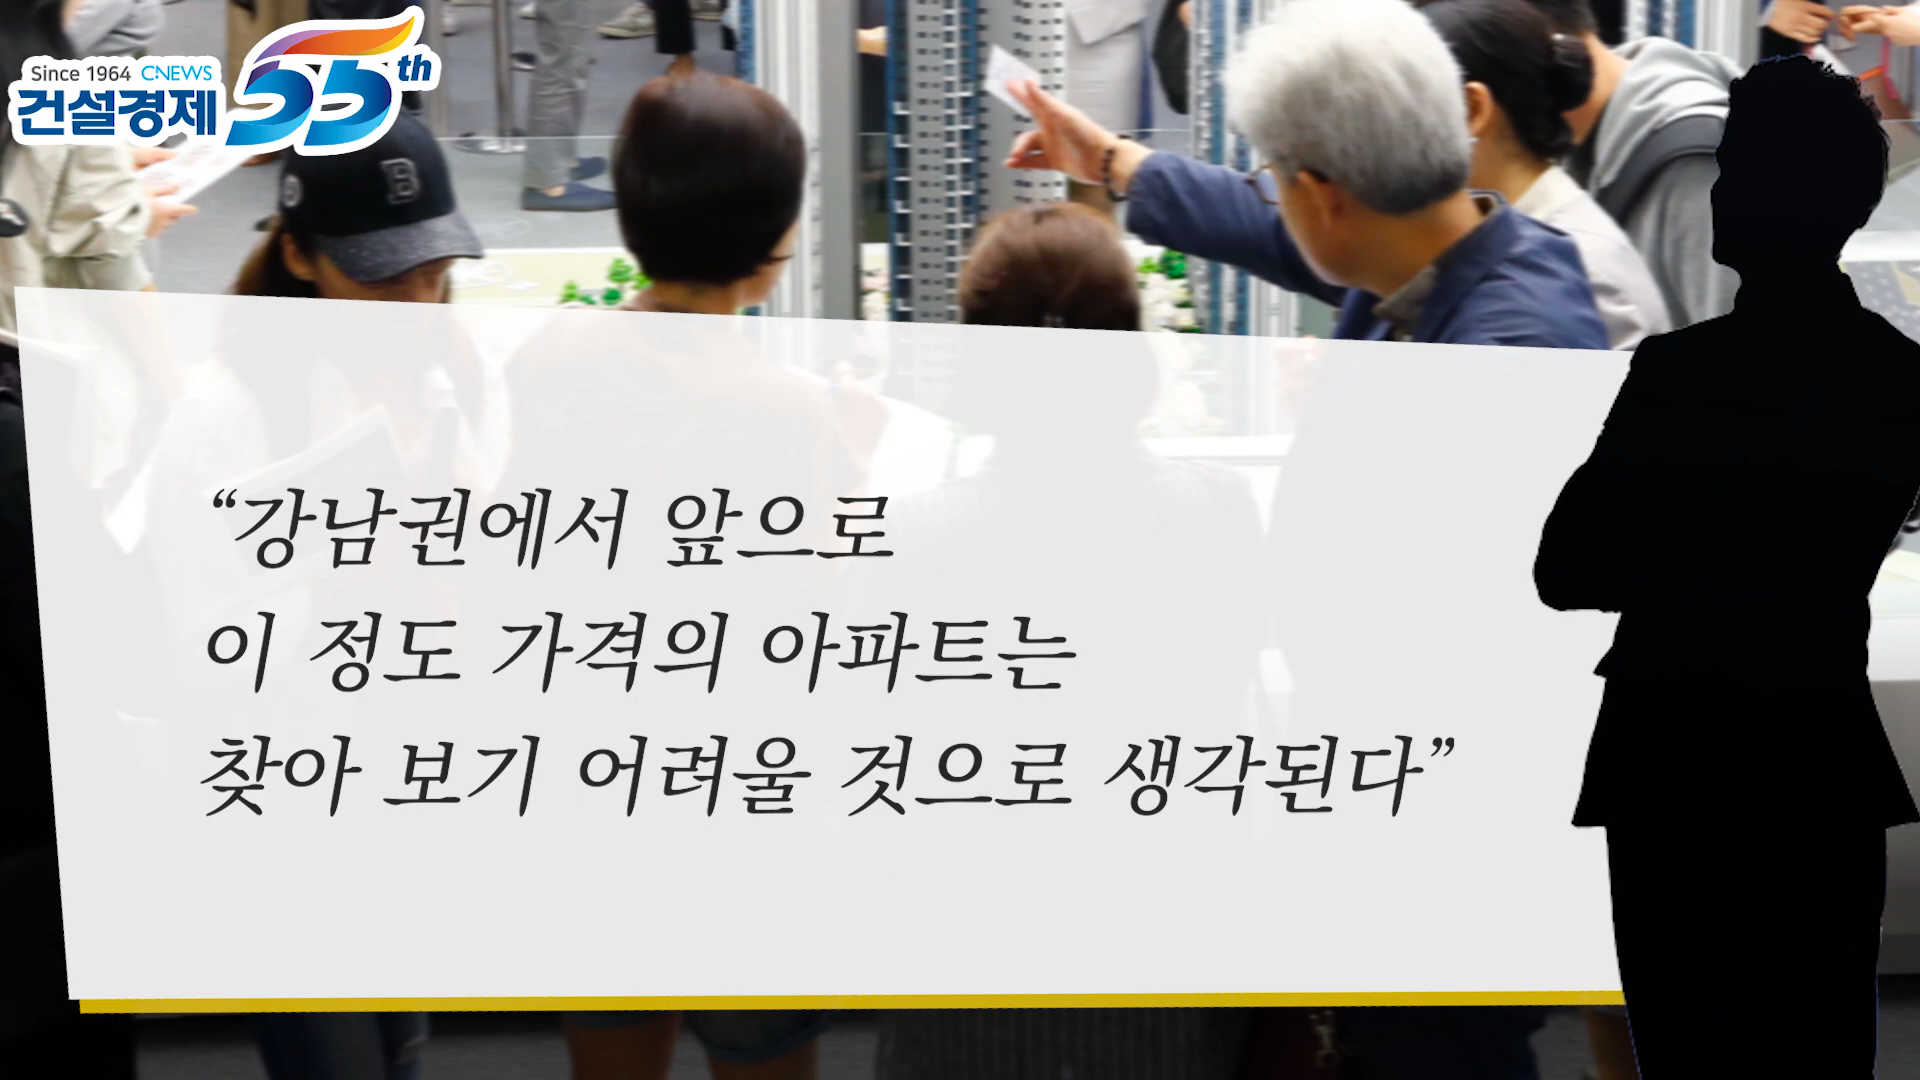 Since 1964 CNEWS
건설경제 55th
B
“강남권에서 앞으로
이 정도 가격의 아파트는
찾아 보기 어려울 것으로 생각된다”